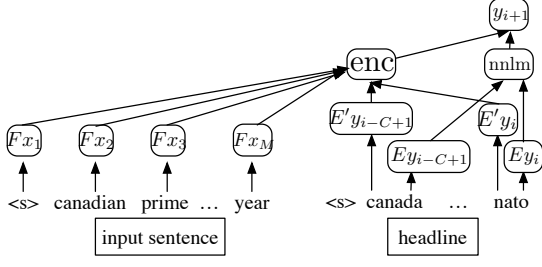 y_{i+1}
enc nnlm
E'y_{i-C+1} E'y_i
Fx_1 Fx_2 Fx_3 Fx_M Ey_{i-C+1} Ey_i
<s> canadian prime … year <s> canada … nato
input sentence headline